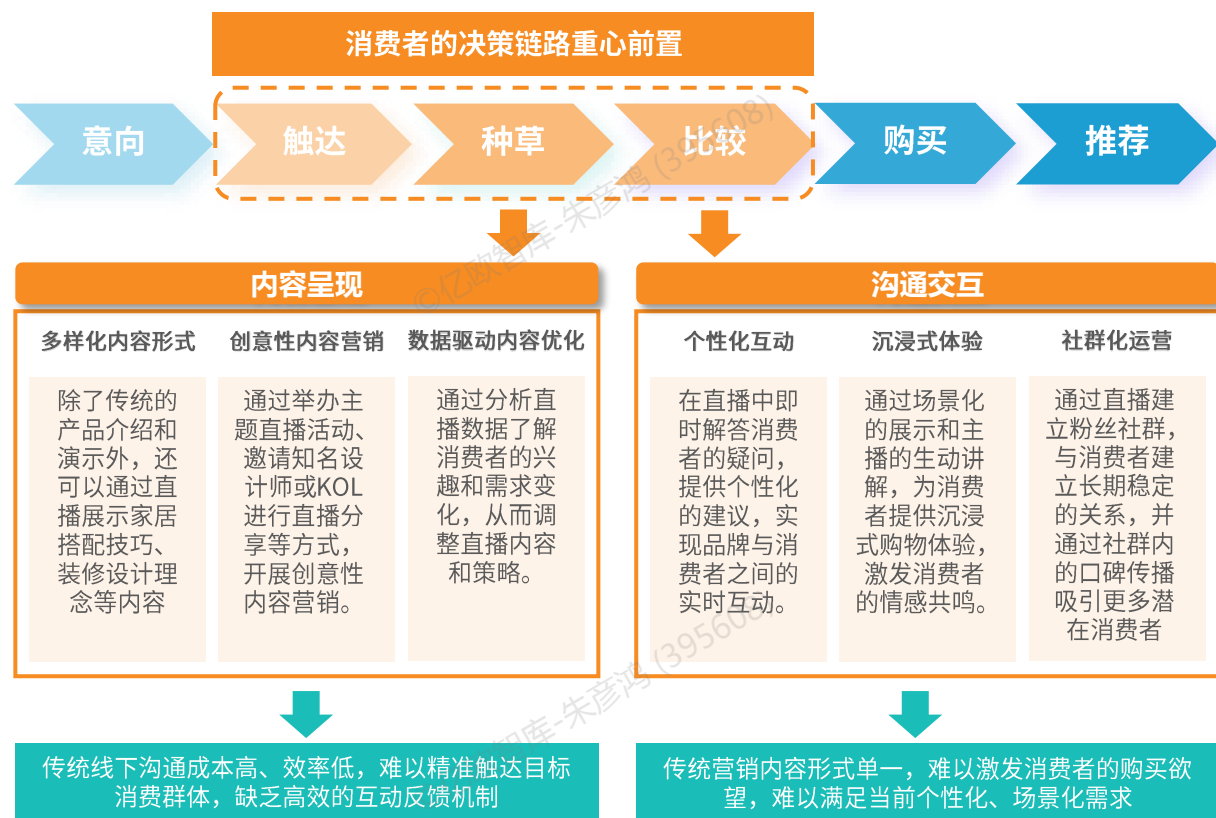 消费者的决策链路重心前置
意向
触达
种草
比较
购买
推荐
内容呈现
多样化内容形式
创意性内容营销
数据驱动内容优化
除了传统的
产品介绍和
演示外，还
可以通过直
播展示家居
搭配技巧、
装修设计理
念等内容
通过举办主
题直播活动、
邀请知名设
计师或KOL
进行直播分
享等方式，
开展创意性
内容营销。
通过分析直
播数据了解
消费者的兴
趣和需求变
化，从而调
整直播内容
和策略。
沟通交互
个性化互动
沉浸式体验
社群化运营
在直播中即
时解答消费
者的疑问，
提供个性化
的建议，实
现品牌与消
费者之间的
实时互动。
通过场景化
的展示和主
播的生动讲
解，为消费
者提供沉浸
式购物体验，
激发消费者
的情感共鸣。
通过直播建
立粉丝社群，
与消费者建
立长期稳定
的关系，并
通过社群内
的口碑传播
吸引更多潜
在消费者
传统线下沟通成本高、效率低，难以精准触达目标
消费群体，缺乏高效的互动反馈机制
传统营销内容形式单一，难以激发消费者的购买欲
望，难以满足当前个性化、场景化需求
©亿欧智库-朱彦鸿 (395608)
智库-朱彦鸿 (395608)